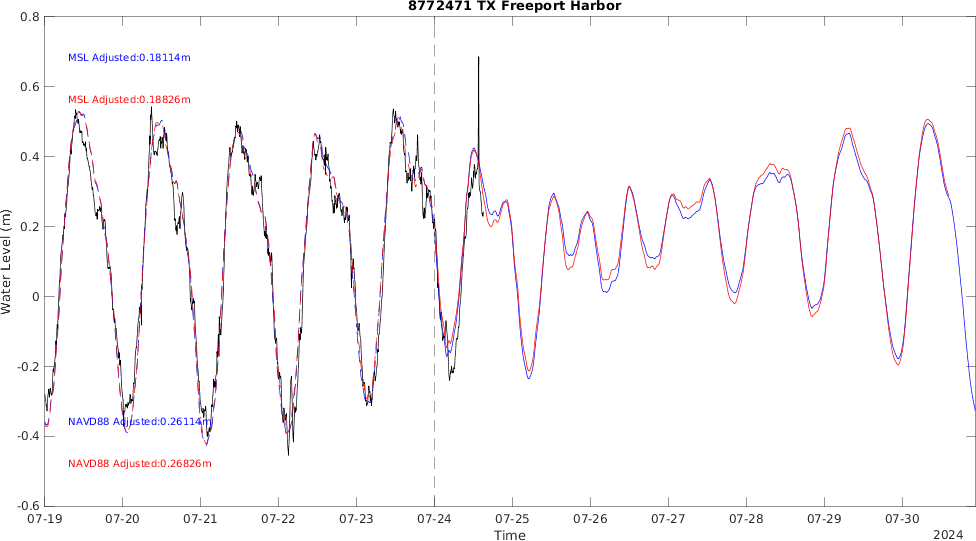 8772471 TX Freeport Harbor
0.8
MSL Adjusted:0.18114m
0.6
MSL Adjusted:0.18826m
0.4
0.2
Water Level (m)
0
-0.2
NAVD88 Adjusted:0.26114m
-0.4
NAVD88 Adjusted:0.26826m
-0.6
07-19 07-20 07-21 07-22 07-23 07-24 07-25 07-26 07-27 07-28 07-29 07-30
Time
2024